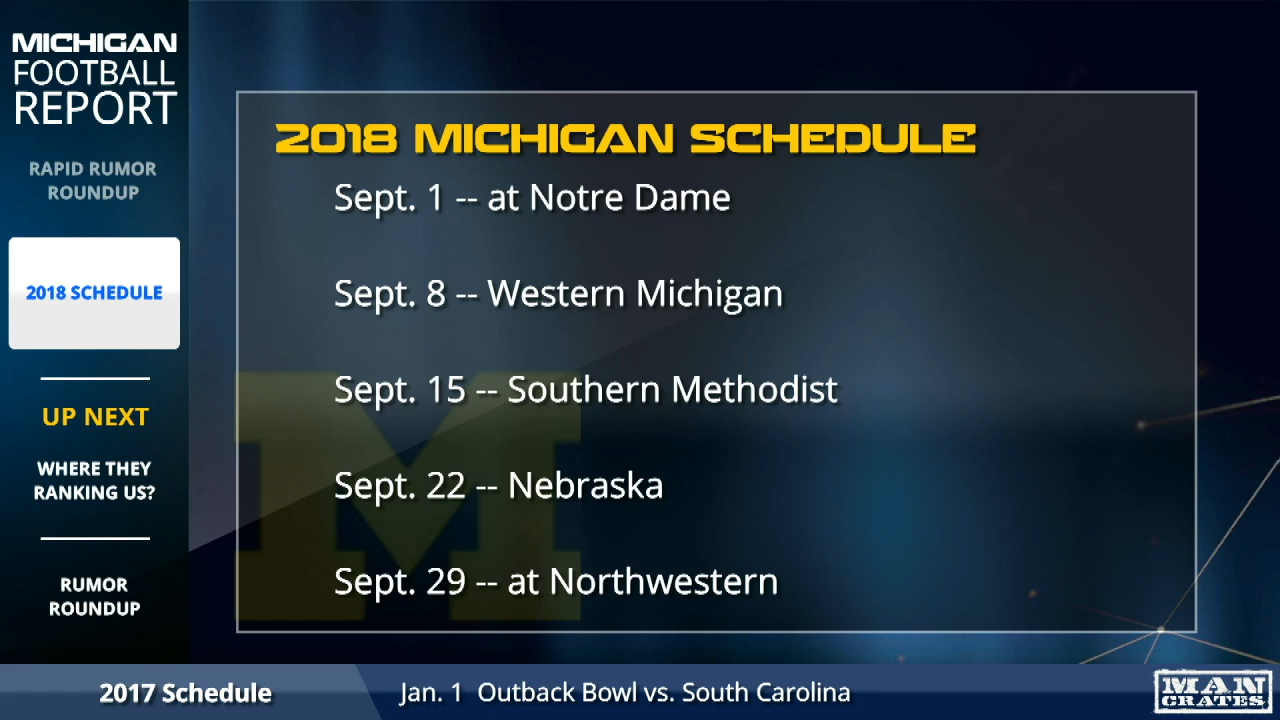 MICHIGAN
FOOTBALL
REPORT
RAPID RUMOR
ROUNDUP
2018 SCHEDULE
UP NEXT
WHERE THEY
RANKING US?
RUMOR
ROUNDUP
2018 MICHIGAN SCHEDULE
Sept. 1 -- at Notre Dame
Sept. 8 -- Western Michigan
Sept. 15 -- Southern Methodist
Sept. 22 -- Nebraska
Sept. 29 -- at Northwestern
M
2017 Schedule
Jan. 1 Outback Bowl vs. South Carolina
MAN
CRATES